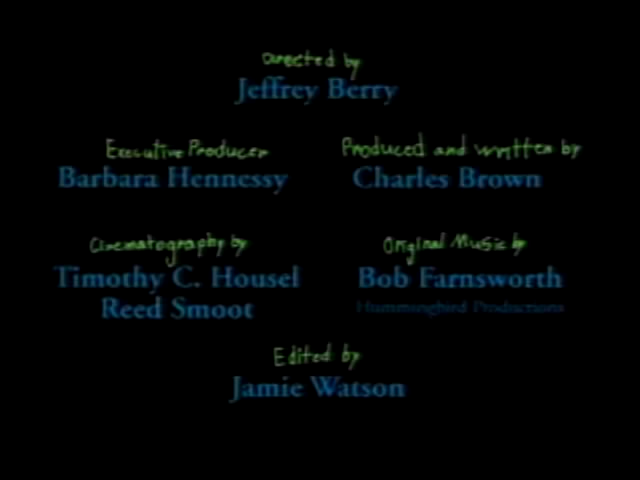 Directed by
Jeffrey Berry
Executive Producer
Barbara Hennessy
Produced and written by
Charles Brown
Cinematography by
Timothy C. Housel
Reed Smoot
Original Music by
Bob Farnsworth
Hummingbird Productions
Edited by
Jamie Watson